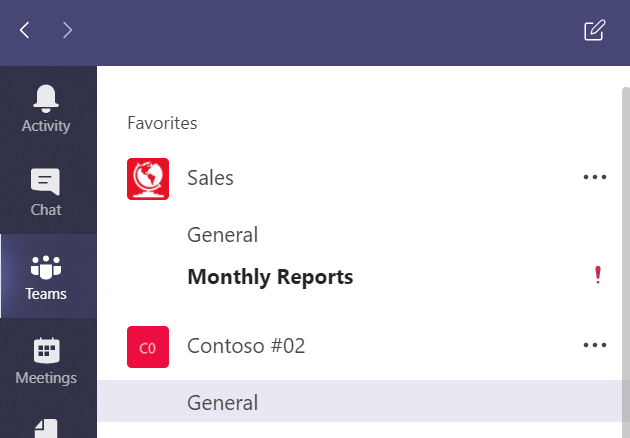 Activity
Chat
Teams
Meetings
Favorites
Sales
General
Monthly Reports
C0
Contoso #02
General